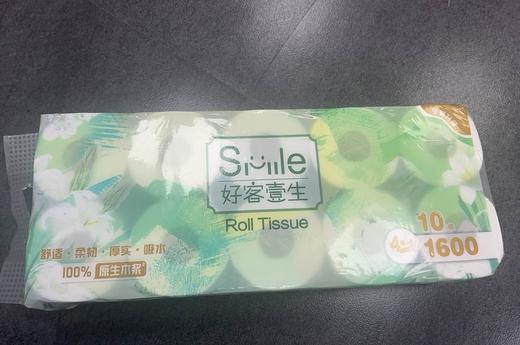 Smile
好客壹生
Roll Tissue
舒适·柔韧·厚实·吸水
100% 原生木浆
10
4
1600